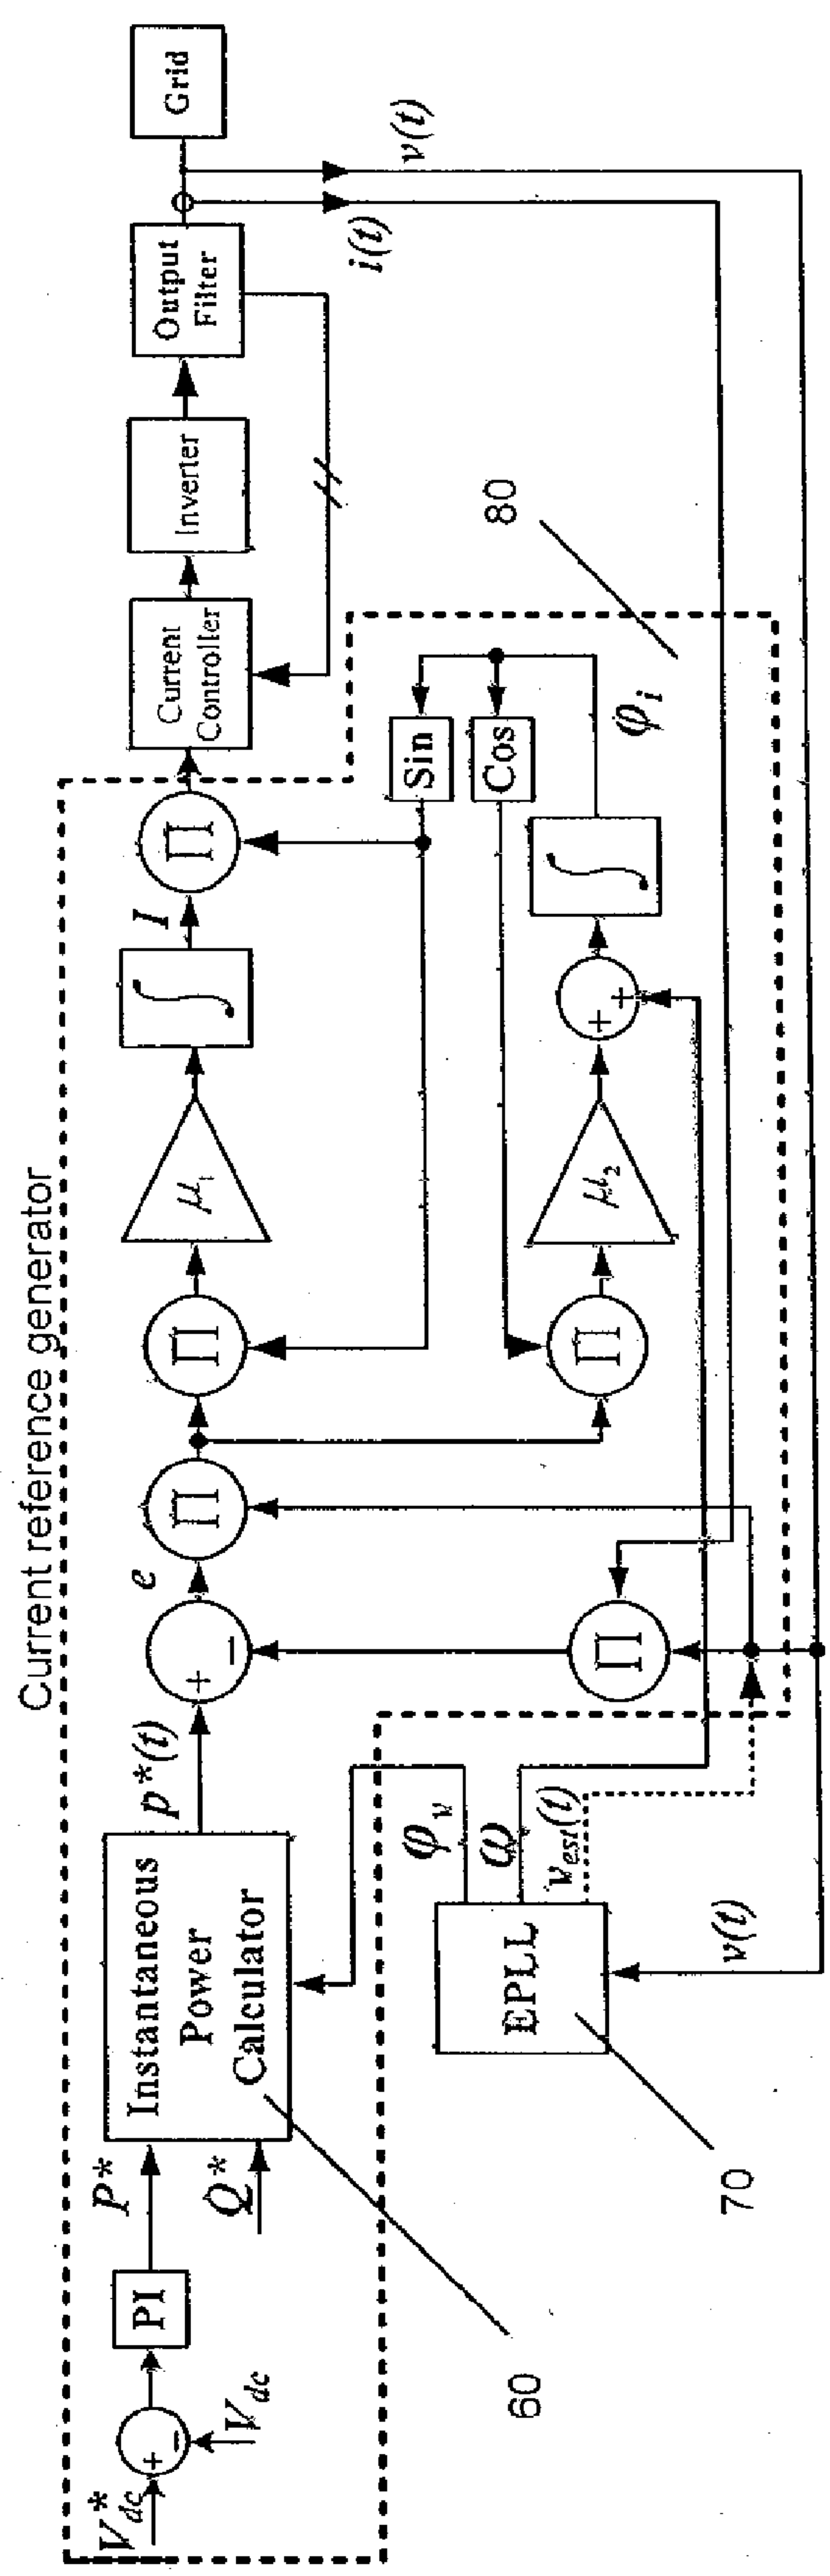 Current reference generator
V*dc
+
−
Vdc
PI
P*
Q*
Instantaneous
Power
Calculator
p*(t)
+
−
e
∏
∏
μ1
∫
I
∏
Current
Controller
Inverter
Output
Filter
Grid
i(t)
v(t)
Sin
Cos
∏
μ2
+
+
∫
φi
∏
φv
ω
vest(t)
EPLL
v(t)
60
70
80